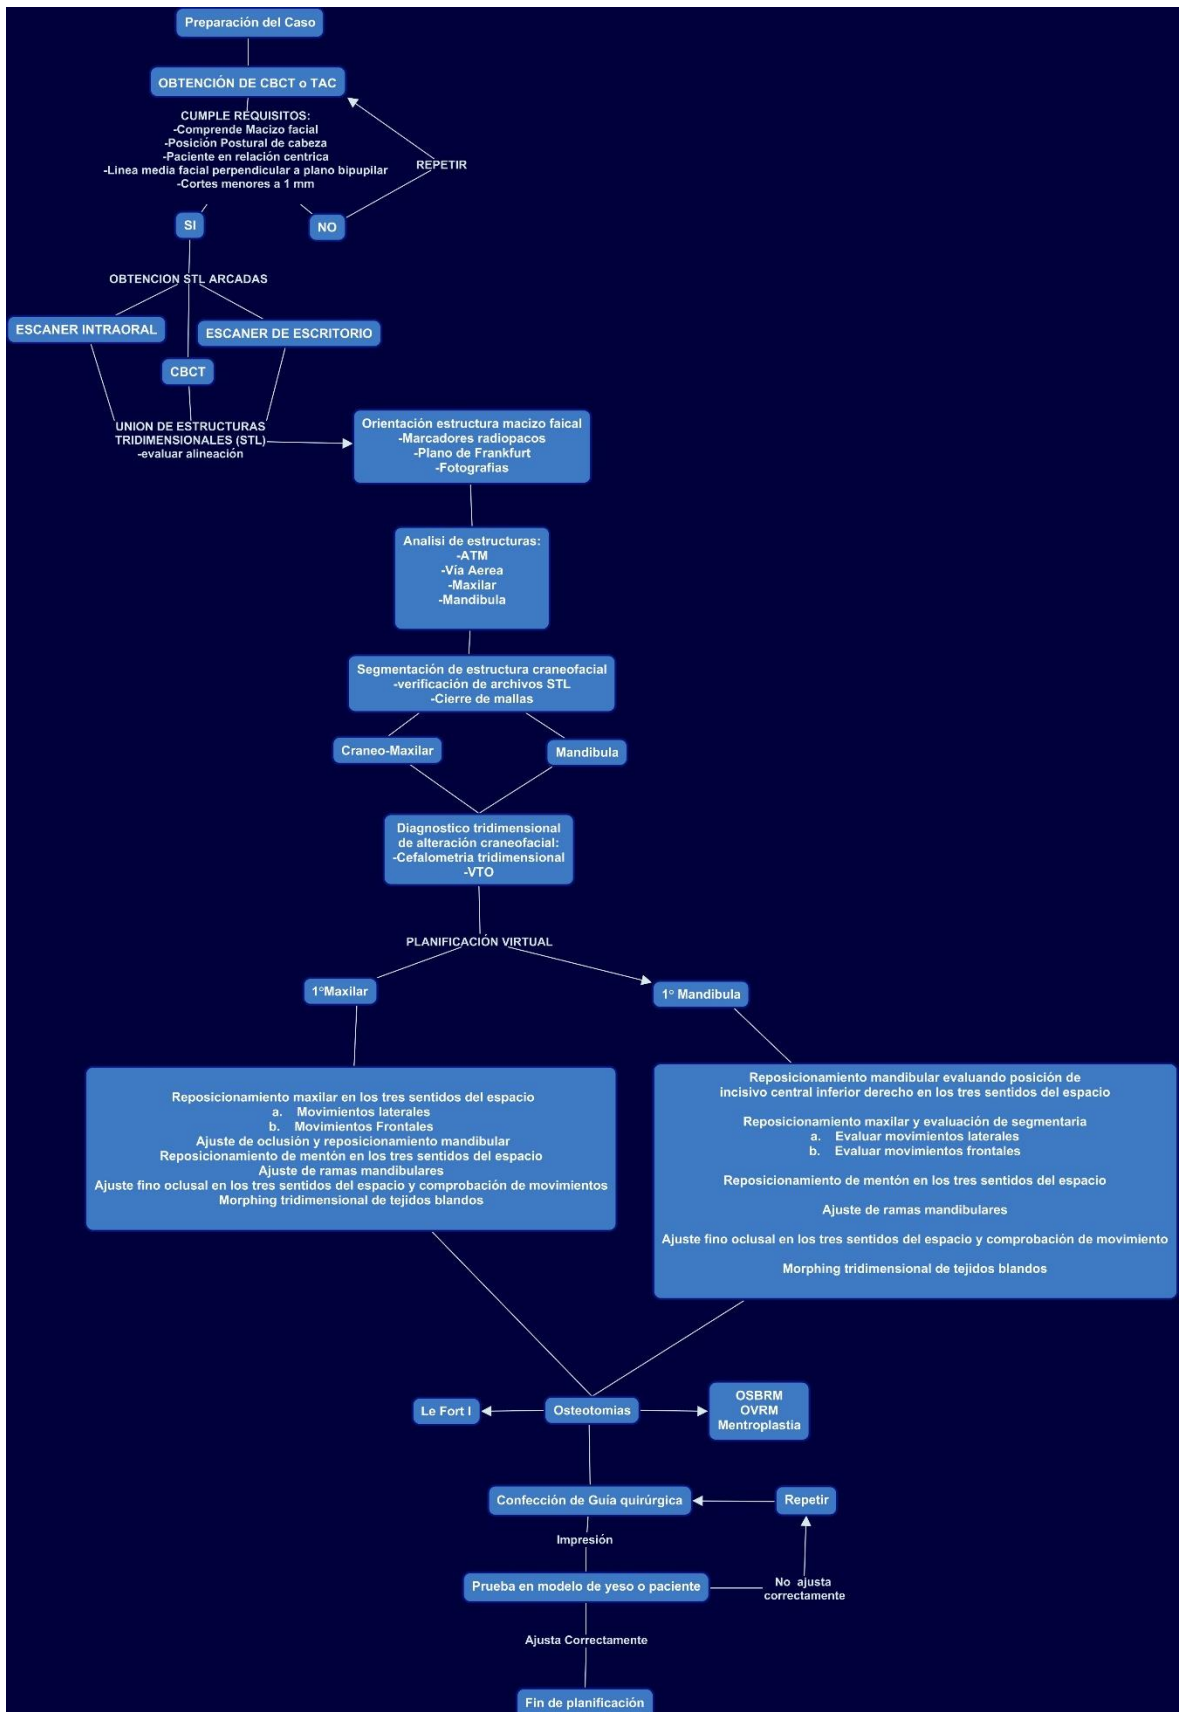 Preparación del Caso
OBTENCIÓN DE CBCT o TAC
CUMPLE REQUISITOS:
-Comprende Macizo facial
-Posición Postural de cabeza
-Paciente en relación centrica
-Linea media facial perpendicular a plano bipupilar
-Cortes menores a 1 mm
REPETIR
SI
NO
OBTENCION STL ARCADAS
ESCANER INTRAORAL
ESCANER DE ESCRITORIO
CBCT
UNION DE ESTRUCTURAS
TRIDIMENSIONALES (STL)
-evaluar alineación
Orientación estructura macizo faical
-Marcadores radiopacos
-Plano de Frankfurt
-Fotografias
Analisi de estructuras:
-ATM
-Vía Aerea
-Maxilar
-Mandibula
Segmentación de estructura craneofacial
-verificación de archivos STL
-Cierre de mallas
Craneo-Maxilar
Mandibula
Diagnostico tridimensional
de alteración craneofacial:
-Cefalometria tridimensional
-VTO
PLANIFICACIÓN VIRTUAL
1°Maxilar
1° Mandibula
Reposicionamiento maxilar en los tres sentidos del espacio
a. Movimientos laterales
b. Movimientos Frontales
Ajuste de oclusión y reposicionamiento mandibular
Reposicionamiento de mentón en los tres sentidos del espacio
Ajuste de ramas mandibulares
Ajuste fino oclusal en los tres sentidos del espacio y comprobación de movimientos
Morphing tridimensional de tejidos blandos
Reposicionamiento mandibular evaluando posición de
incisivo central inferior derecho en los tres sentidos del espacio
Reposicionamiento maxilar y evaluación de segmentaria
a. Evaluar movimientos laterales
b. Evaluar movimientos frontales
Reposicionamiento de mentón en los tres sentidos del espacio
Ajuste de ramas mandibulares
Ajuste fino oclusal en los tres sentidos del espacio y comprobación de movimiento
Morphing tridimensional de tejidos blandos
Le Fort I
Osteotomias
OSBRM
OVRM
Mentroplastia
Confección de Guía quirúrgica
Repetir
Impresión
Prueba en modelo de yeso o paciente
No ajusta
correctamente
Ajusta Correctamente
Fin de planificación